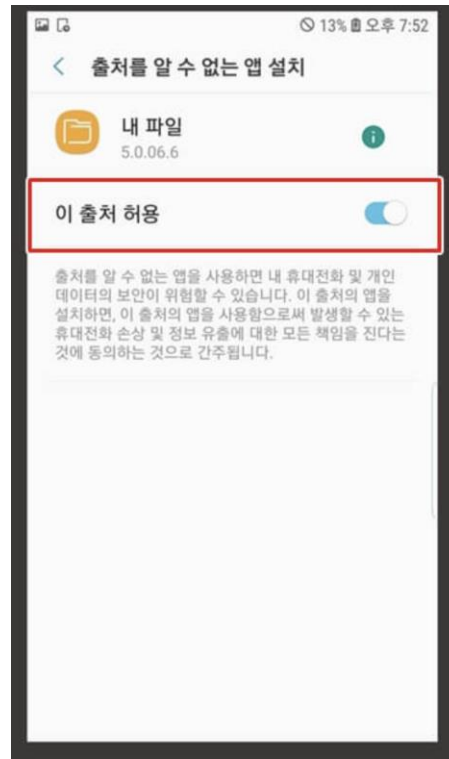 13% 오후 7:52
출처를 알 수 없는 앱 설치
내 파일
5.0.06.6
이 출처 허용
출처를 알 수 없는 앱을 사용하면 내 휴대전화 및 개인
데이터의 보안이 위험할 수 있습니다. 이 출처의 앱을
설치하면, 이 출처의 앱을 사용함으로써 발생할 수 있는
휴대전화 손상 및 정보 유출에 대한 모든 책임을 진다는
것에 동의하는 것으로 간주됩니다.